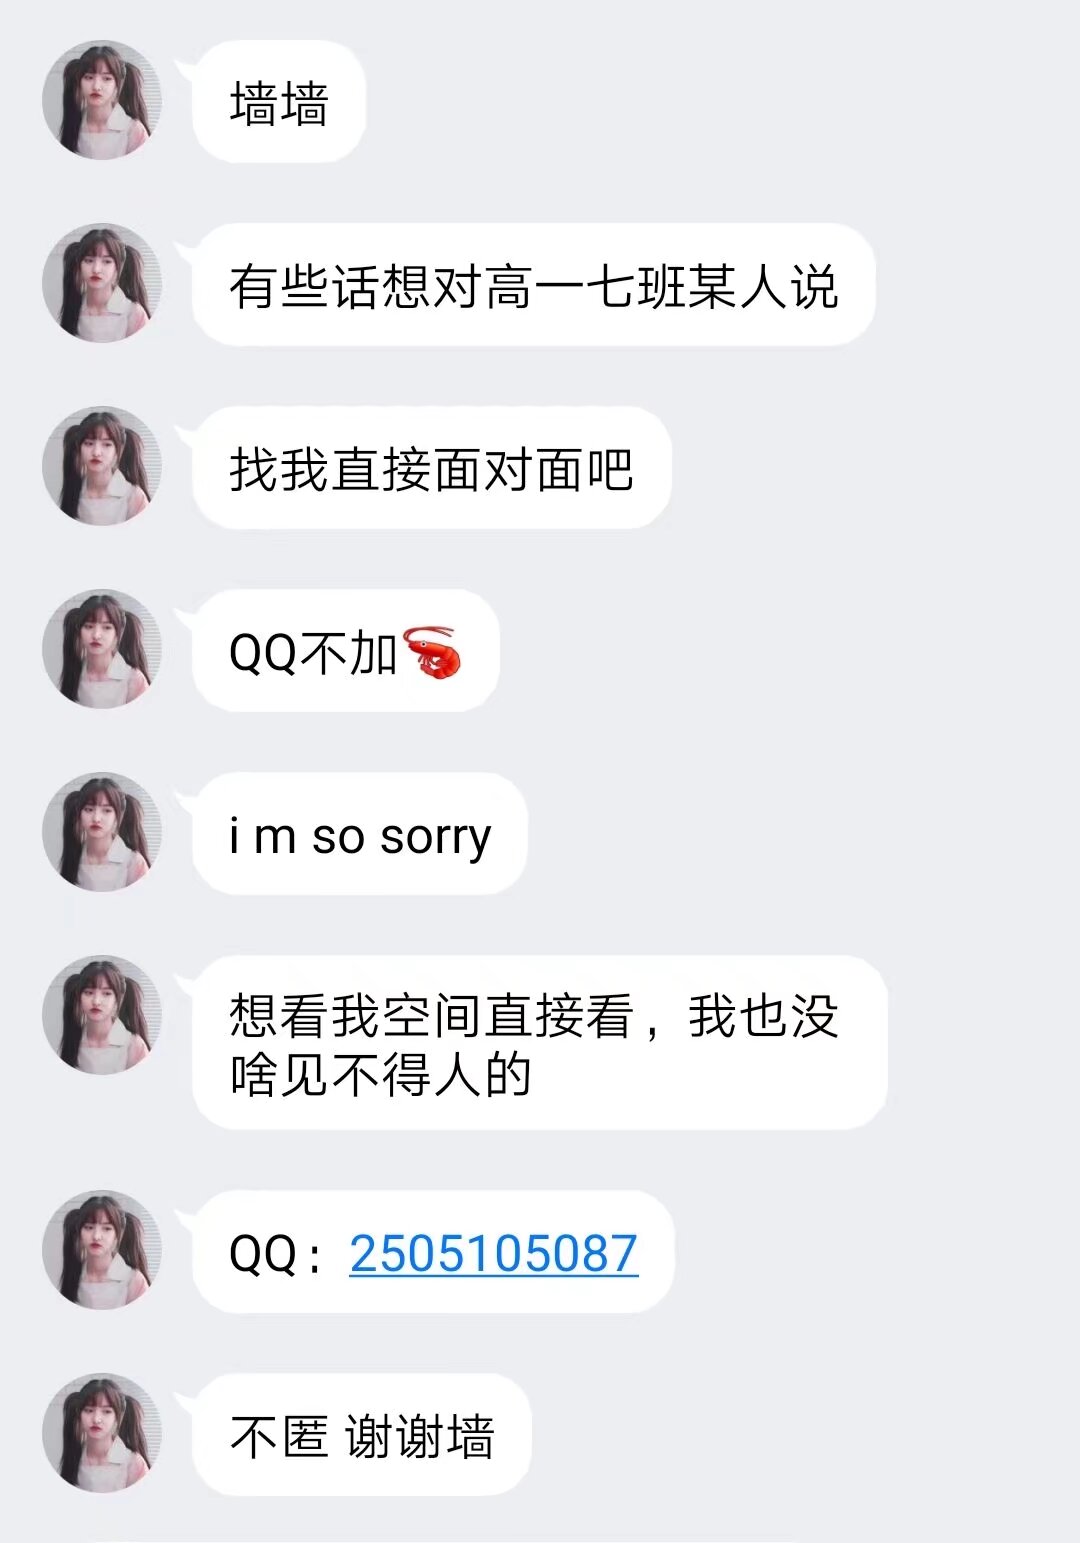 墙墙
有些话想对高一七班某人说
找我直接面对面吧
QQ不加🦐
i m so sorry
想看我空间直接看，我也没
啥见不得人的
QQ：2505105087
不匿 谢谢墙